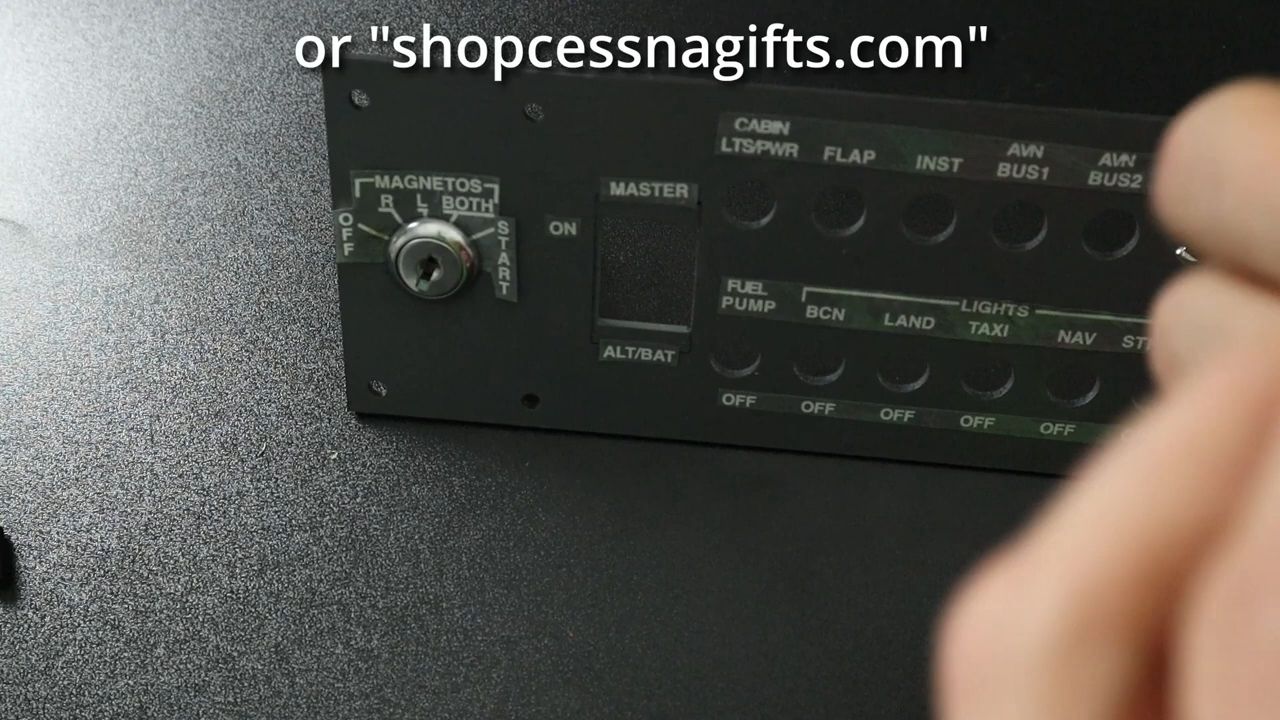 or "shopcessnagifts.com"
CABIN
LTS/PWR
FLAP
INST
AVN
BUS1
AVN
BUS2
MAGNETOS
R
L
BOTH
OFF
START
ON
MASTER
ALT/BAT
FUEL
PUMP
LIGHTS
BCN
LAND
TAXI
NAV
OFF
OFF
OFF
OFF
OFF